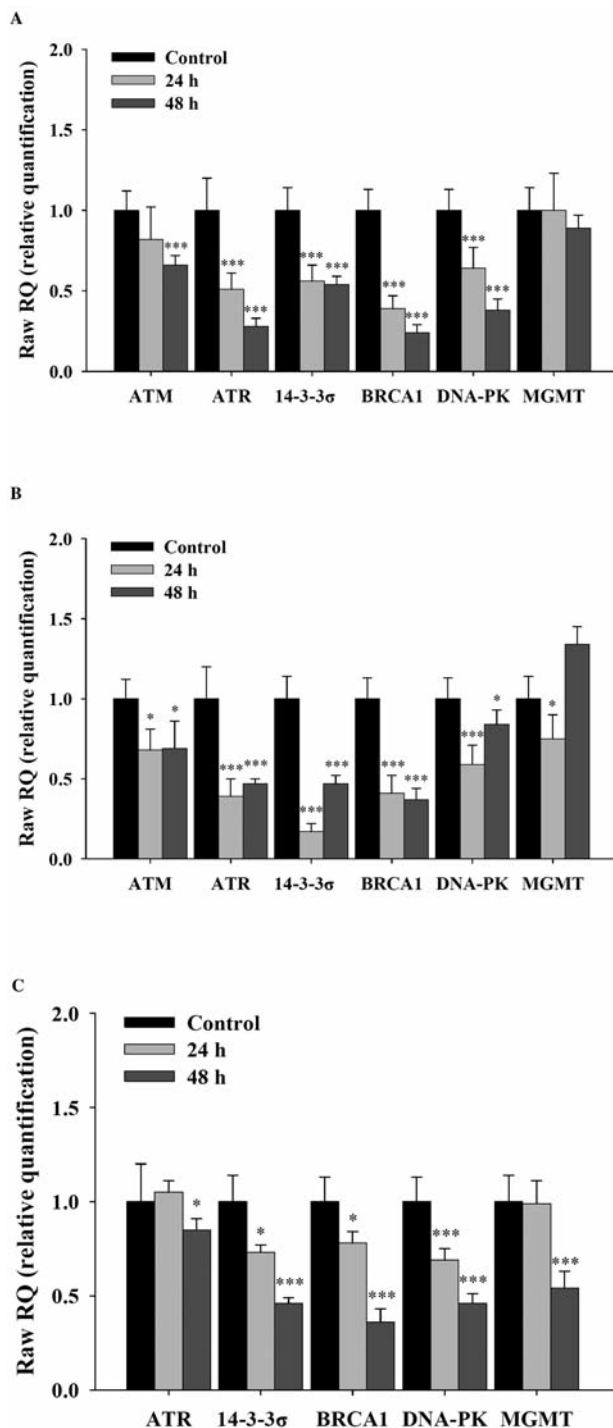 A
Raw RQ (relative quantification)
2.0
1.5
1.0
0.5
0.0
Control
24 h
48 h
***
*** ***
*** ***
*** ***
*** ***
ATM ATR 14-3-3σ BRCA1 DNA-PK MGMT
B
Raw RQ (relative quantification)
2.0
1.5
1.0
0.5
0.0
Control
24 h
48 h
* *
*** ***
*** ***
*** ***
*** *
*
ATM ATR 14-3-3σ BRCA1 DNA-PK MGMT
C
Raw RQ (relative quantification)
2.0
1.5
1.0
0.5
0.0
Control
24 h
48 h
*
* ***
* ***
*** ***
***
ATR 14-3-3σ BRCA1 DNA-PK MGMT